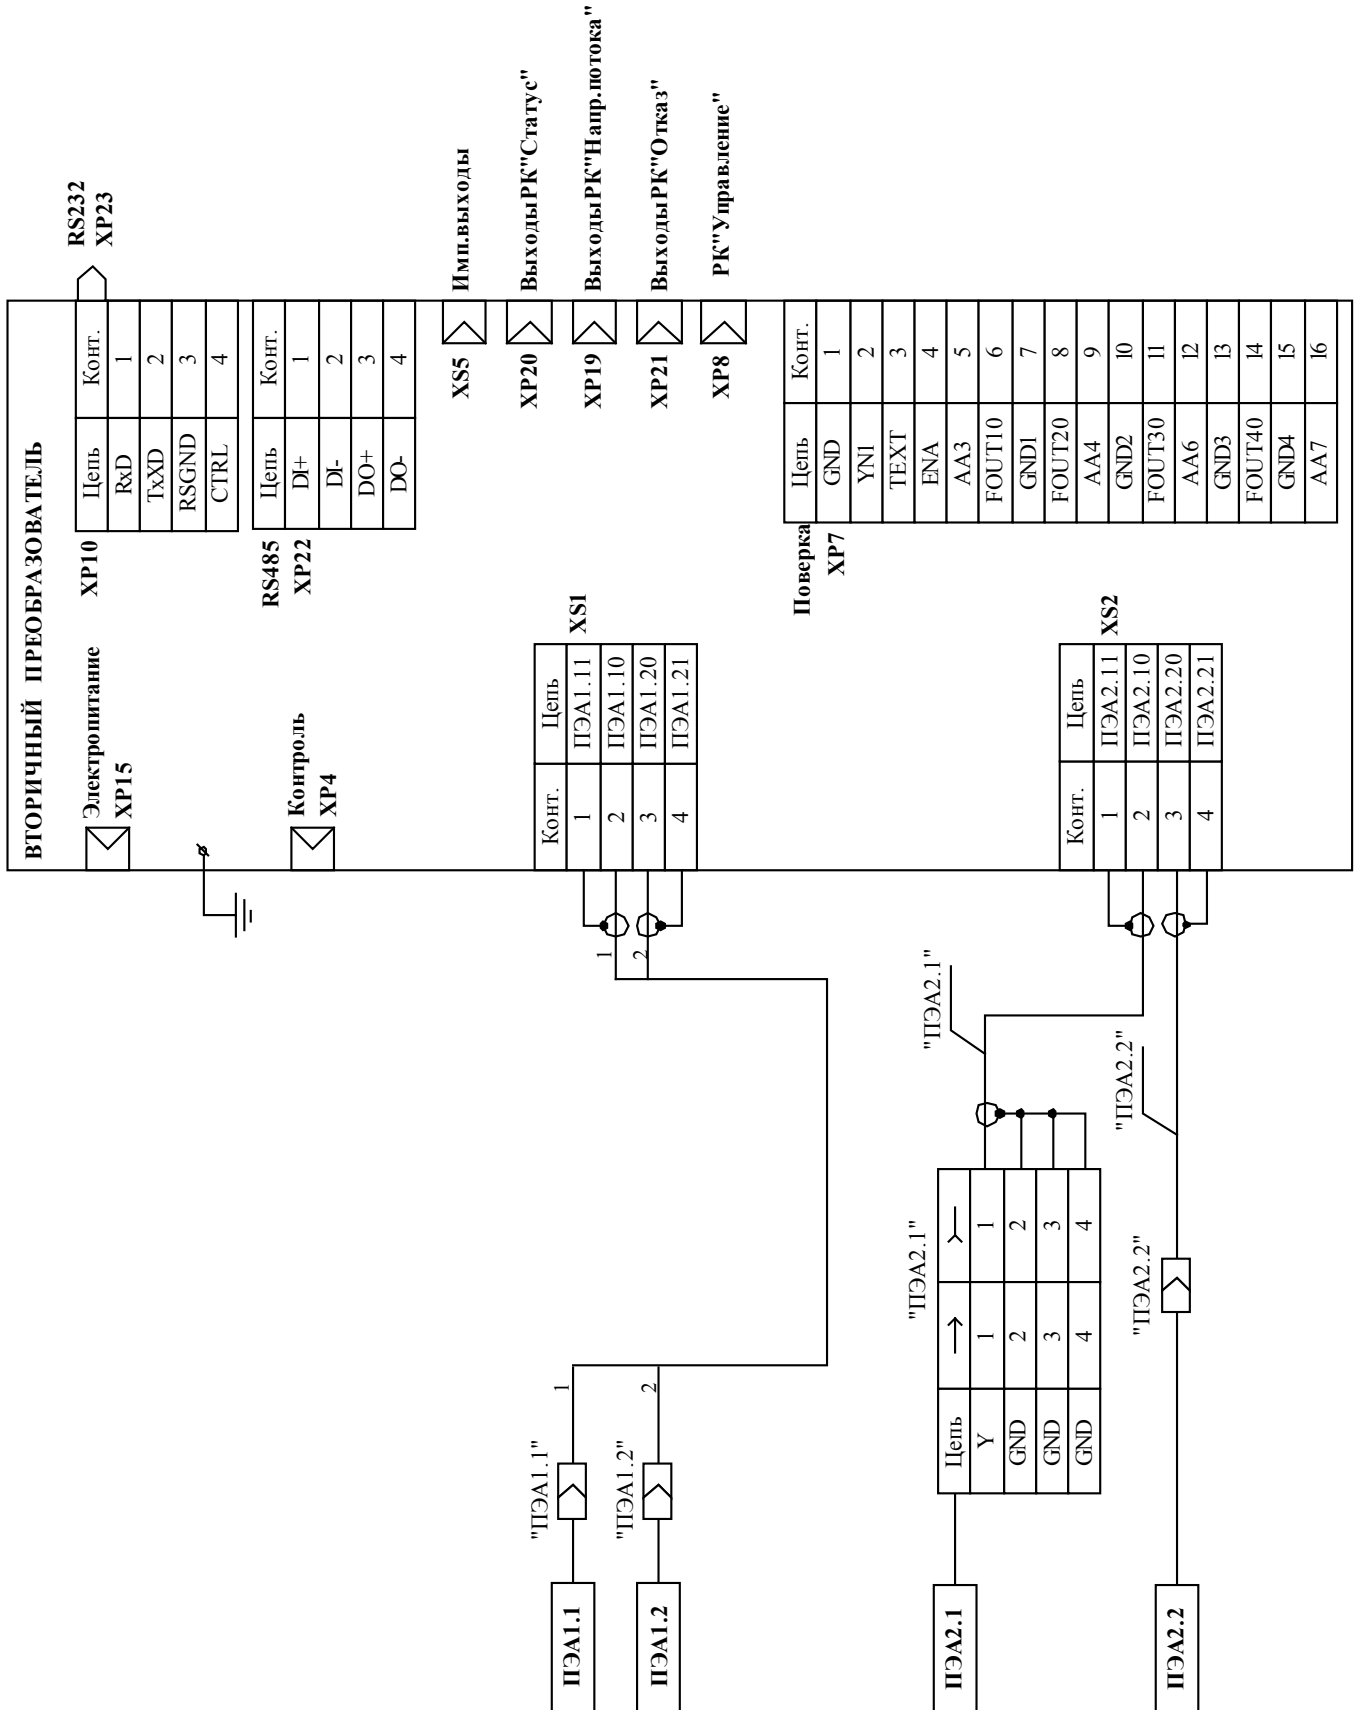 ВТОРИЧНЫЙ ПРЕОБРАЗОВАТЕЛЬ
Электропитание
XP15
Контроль
XP4
XP10
Цепь Конт.
RxD 1
TxXD 2
RSGND 3
CTRL 4
RS232
XP23
RS485
XP22
Цепь Конт.
DI+ 1
DI- 2
DO+ 3
DO- 4
XS5 Имп.выходы
XP20 ВыходыРК"Статус"
XP19 ВыходыРК"Напр.потока"
XP21 ВыходыРК"Отказ"
XP8 РК"Управление"
Поверка
XP7
Цепь Конт.
GND 1
YN1 2
TEXT 3
ENA 4
AA3 5
FOUT10 6
GND1 7
FOUT20 8
AA4 9
GND2 10
FOUT30 11
AA6 12
GND3 13
FOUT40 14
GND4 15
AA7 16
XS1
Конт. Цепь
1 ПЭА1.11
2 ПЭА1.10
3 ПЭА1.20
4 ПЭА1.21
1
2
XS2
Конт. Цепь
1 ПЭА2.11
2 ПЭА2.10
3 ПЭА2.20
4 ПЭА2.21
ПЭА1.1 "ПЭА1.1" 1
ПЭА1.2 "ПЭА1.2" 2
"ПЭА2.1"
"ПЭА2.2"
ПЭА2.1
"ПЭА2.1"
Цепь
Y 1 1
GND 2 2
GND 3 3
GND 4 4
ПЭА2.2 "ПЭА2.2"